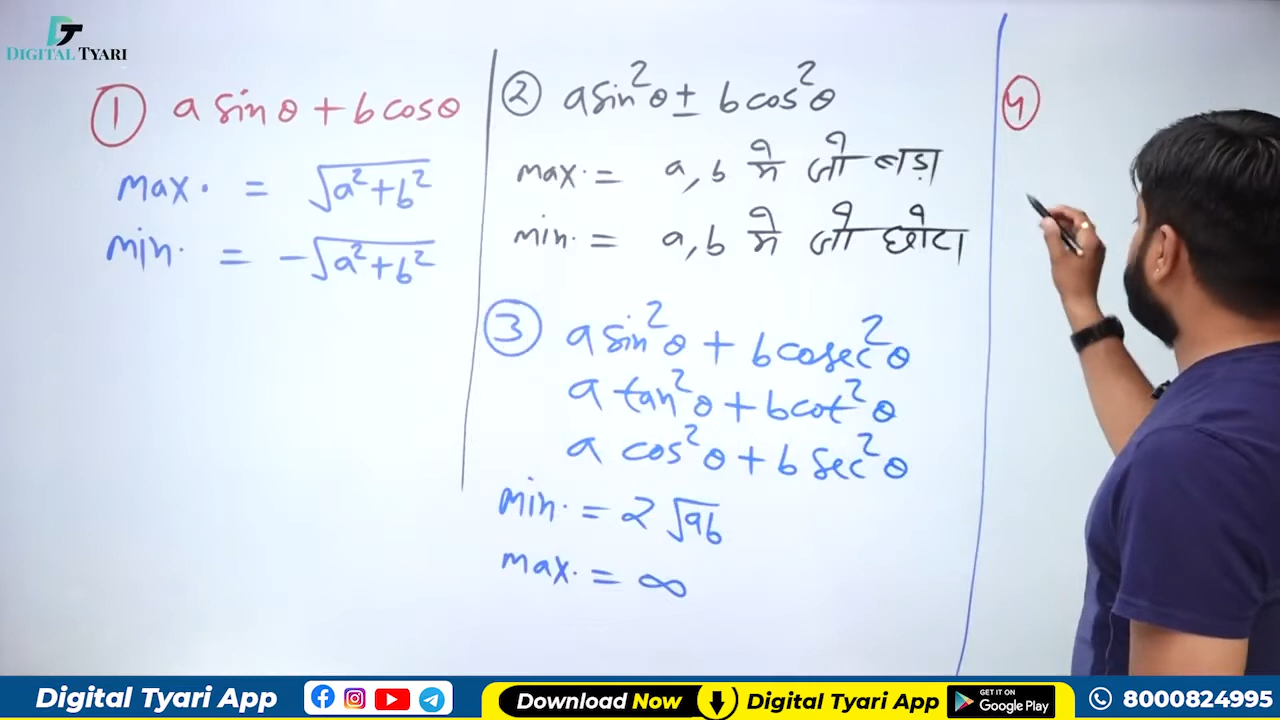 DIGITAL TYARI
① a sinθ + b cosθ
max. = √a²+b²
min. = -√a²+b²
② a sin²θ ± b cos²θ
max. = a, b मे जो बड़ा
min. = a, b मे जो छोटा
③ a sin²θ + b cosec²θ
a tan²θ + b cot²θ
a cos²θ + b sec²θ
min. = 2√ab
max. = ∞
④
Digital Tyari App
Download Now
Digital Tyari App
GET IT ON
Google Play
8000824995